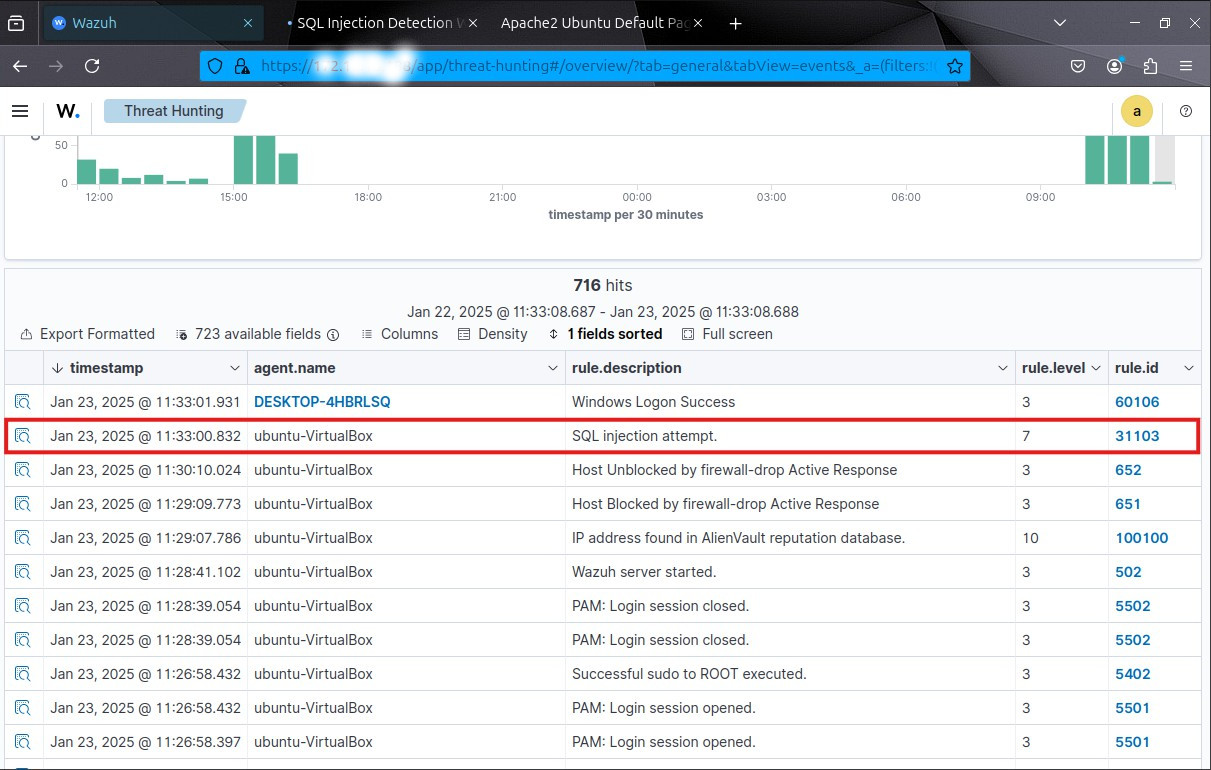 Wazuh SQL Injection Detection W Apache2 Ubuntu Default Pag
/app/threat-hunting#/overview/?tab=general&tabView=events&_a=(filters:!
W. Threat Hunting a
50
0
12:00 15:00 18:00 21:00 00:00 03:00 06:00 09:00
timestamp per 30 minutes
716 hits
Jan 22, 2025 @ 11:33:08.687 - Jan 23, 2025 @ 11:33:08.688
Export Formatted 723 available fields Columns Density 1 fields sorted Full screen
timestamp agent.name rule.description rule.level rule.id
Jan 23, 2025 @ 11:33:01.931 DESKTOP-4HBRLSQ Windows Logon Success 3 60106
Jan 23, 2025 @ 11:33:00.832 ubuntu-VirtualBox SQL injection attempt. 7 31103
Jan 23, 2025 @ 11:30:10.024 ubuntu-VirtualBox Host Unblocked by firewall-drop Active Response 3 652
Jan 23, 2025 @ 11:29:09.773 ubuntu-VirtualBox Host Blocked by firewall-drop Active Response 3 651
Jan 23, 2025 @ 11:29:07.786 ubuntu-VirtualBox IP address found in AlienVault reputation database. 10 100100
Jan 23, 2025 @ 11:28:41.102 ubuntu-VirtualBox Wazuh server started. 3 502
Jan 23, 2025 @ 11:28:39.054 ubuntu-VirtualBox PAM: Login session closed. 3 5502
Jan 23, 2025 @ 11:28:39.054 ubuntu-VirtualBox PAM: Login session closed. 3 5502
Jan 23, 2025 @ 11:26:58.432 ubuntu-VirtualBox Successful sudo to ROOT executed. 3 5402
Jan 23, 2025 @ 11:26:58.432 ubuntu-VirtualBox PAM: Login session opened. 3 5501
Jan 23, 2025 @ 11:26:58.397 ubuntu-VirtualBox PAM: Login session opened. 3 5501